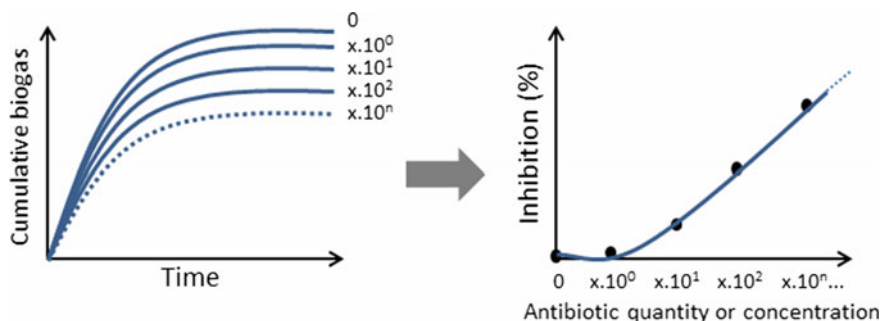 Cumulative biogas
0
x.10⁰
x.10¹
x.10²
x.10ⁿ
Time
Inhibition (%)
0 x.10⁰ x.10¹ x.10² x.10ⁿ...
Antibiotic quantity or concentration